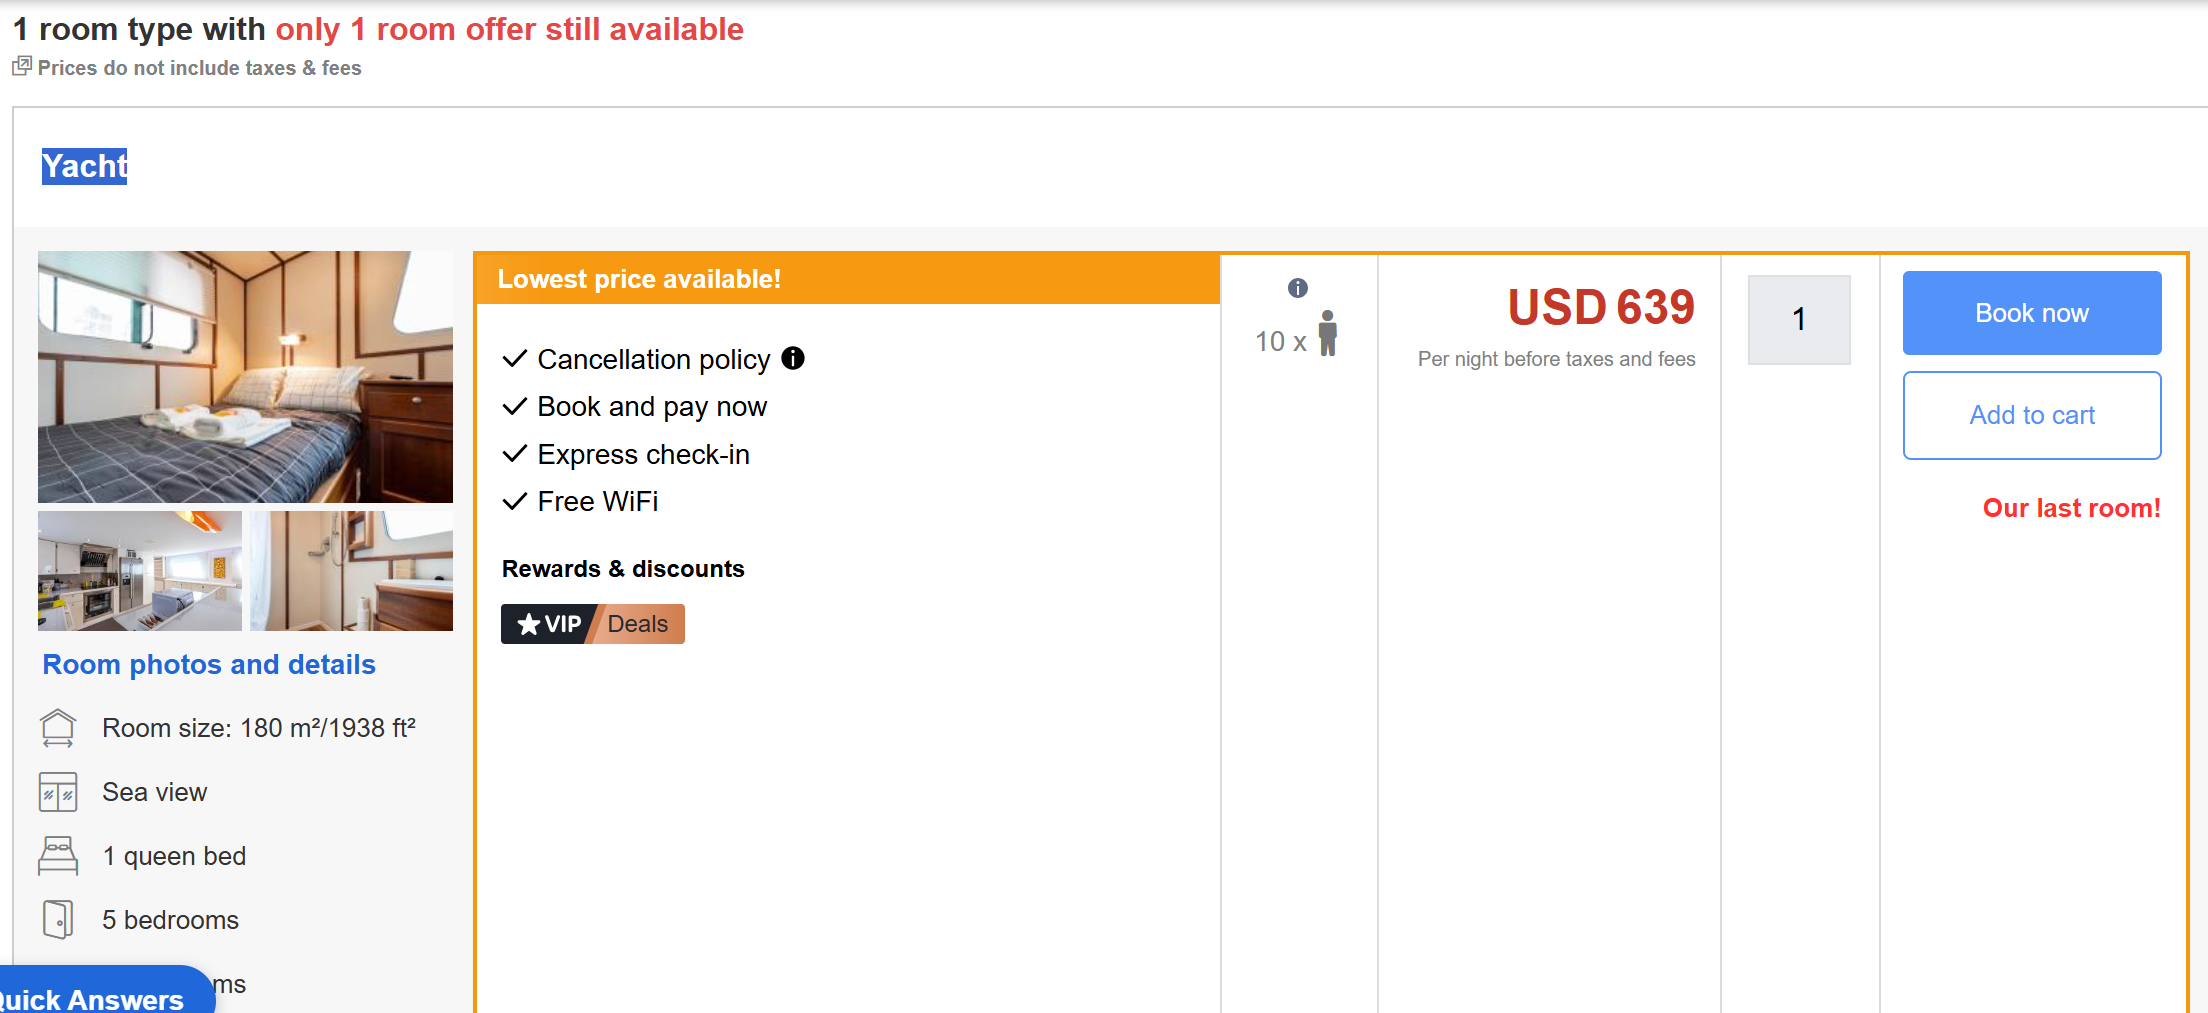 1 room type with only 1 room offer still available
Prices do not include taxes & fees
Yacht
Lowest price available!
Cancellation policy
Book and pay now
Express check-in
Free WiFi
Rewards & discounts
VIP Deals
10 x
USD 639
Per night before taxes and fees
1
Book now
Add to cart
Our last room!
Room photos and details
Room size: 180 m²/1938 ft²
Sea view
1 queen bed
5 bedrooms
Answers